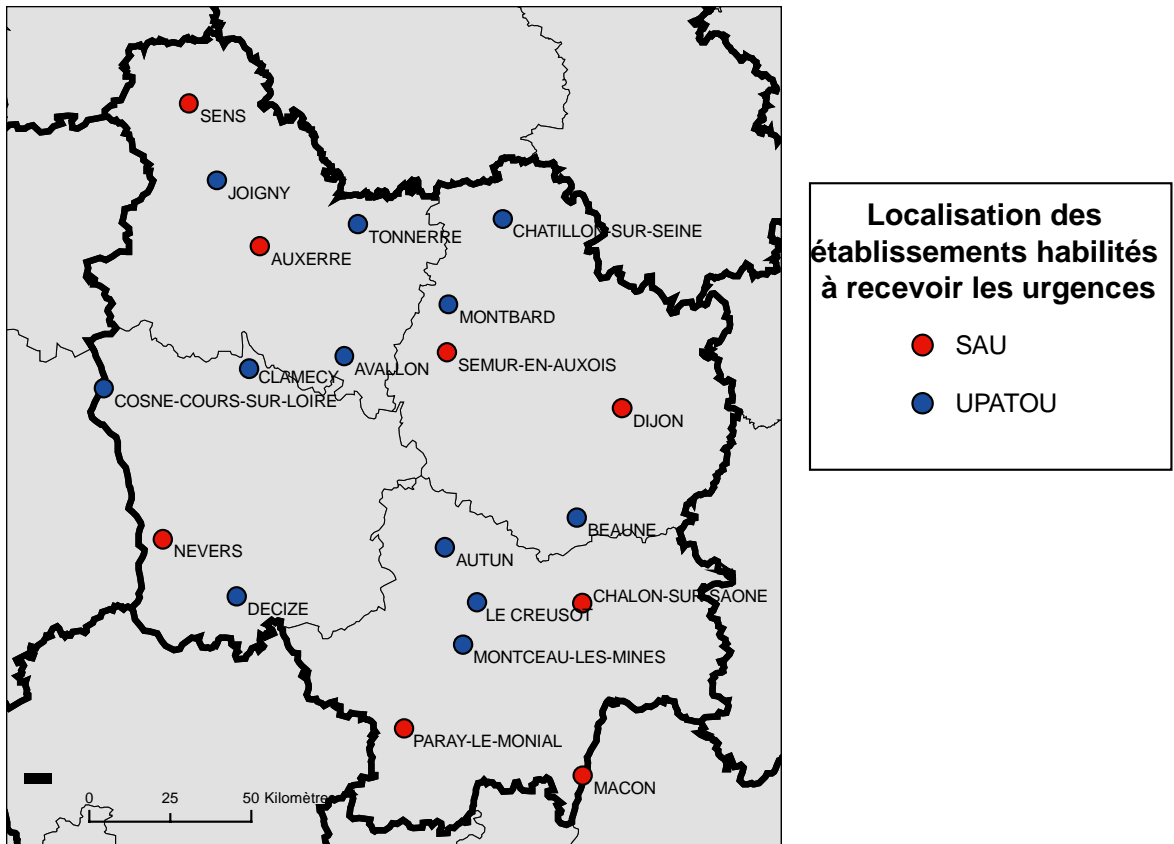 SENS
JOIGNY
TONNERRE
CHATILLON-SUR-SEINE
AUXERRE
MONTBARD
SEMUR-EN-AUXOIS
AVALLON
CLAMECY
COSNE-COURS-SUR-LOIRE
DIJON
BEAUNE
NEVERS
AUTUN
DECIZE
LE CREUSOT
CHALON-SUR-SAONE
MONTCEAU-LES-MINES
PARAY-LE-MONIAL
MACON
0 25 50 Kilomètres
Localisation des
établissements habilités
à recevoir les urgences
SAU
UPATOU